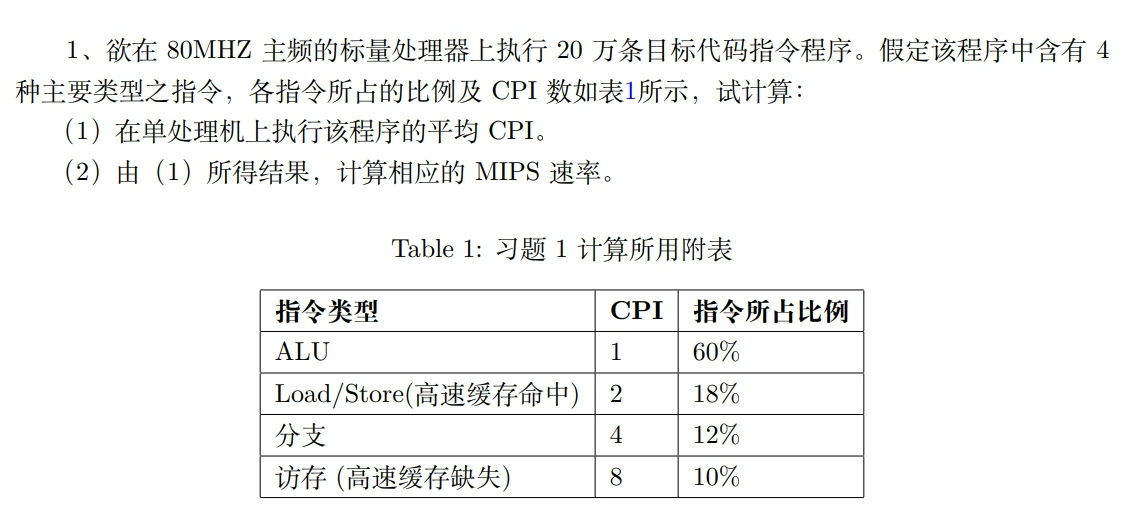 1、欲在 80MHZ 主频的标量处理器上执行 20 万条目标代码指令程序。假定该程序中含有 4
种主要类型之指令，各指令所占的比例及 CPI 数如表1所示，试计算：
（1）在单处理机上执行该程序的平均 CPI。
（2）由（1）所得结果，计算相应的 MIPS 速率。
Table 1: 习题 1 计算所用附表
指令类型 CPI 指令所占比例
ALU 1 60%
Load/Store(高速缓存命中) 2 18%
分支 4 12%
访存 (高速缓存缺失) 8 10%